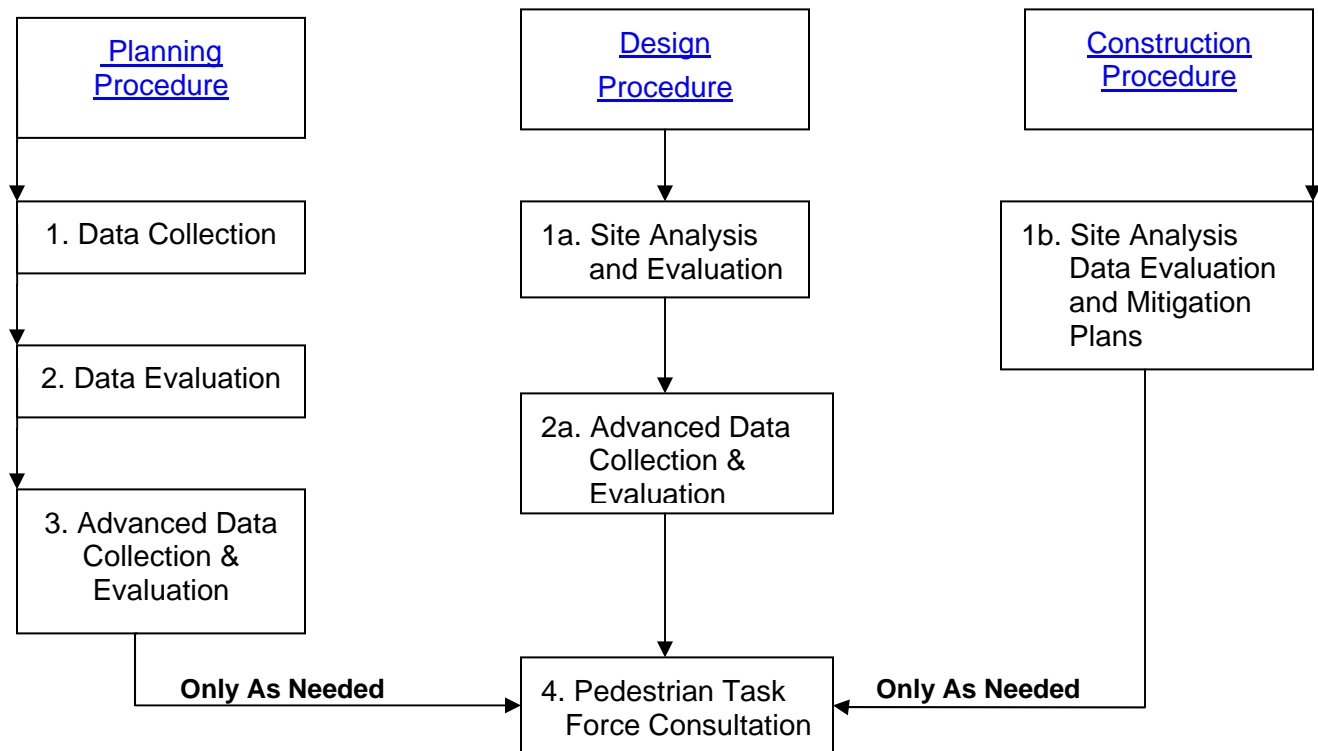 Planning
Procedure
Design
Procedure
Construction
Procedure
1. Data Collection
1a. Site Analysis
and Evaluation
1b. Site Analysis
Data Evaluation
and Mitigation
Plans
2. Data Evaluation
2a. Advanced Data
Collection &
Evaluation
3. Advanced Data
Collection &
Evaluation
Only As Needed
4. Pedestrian Task
Force Consultation
Only As Needed